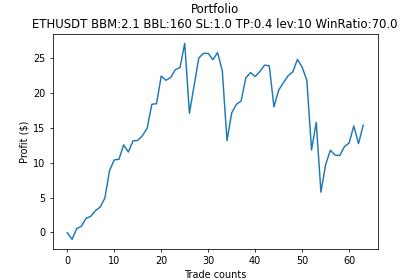 Portfolio
ETHUSDT BBM:2.1 BBL:160 SL:1.0 TP:0.4 lev:10 WinRatio:70.0
Profit ($)
25
20
15
10
5
0
0 10 20 30 40 50 60
Trade counts